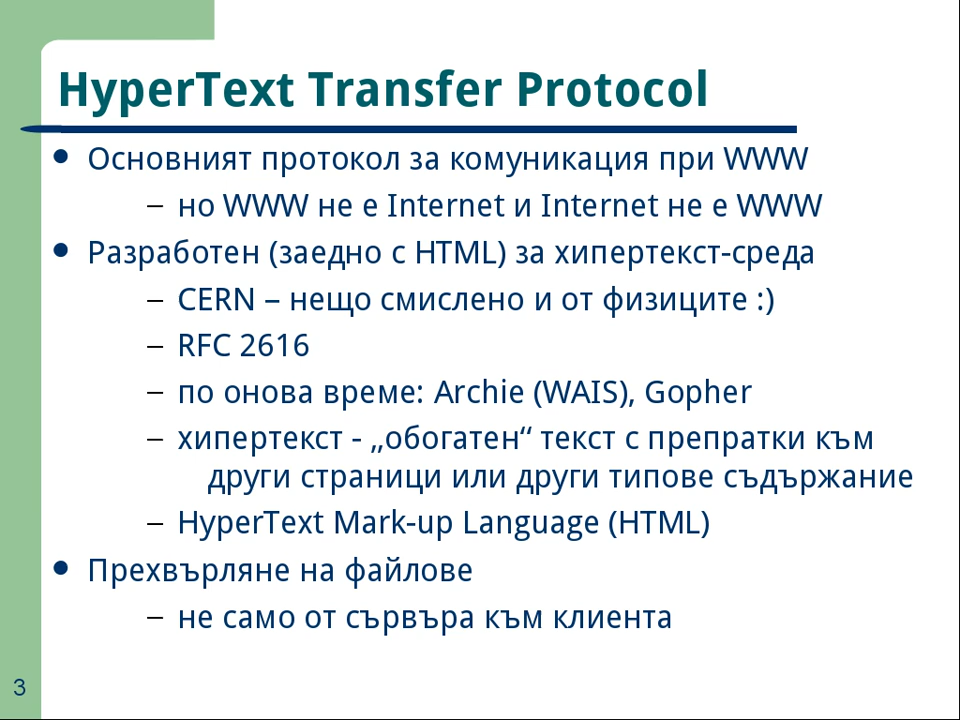 HyperText Transfer Protocol
● Основният протокол за комуникация при WWW
– но WWW не е Internet и Internet не е WWW
● Разработен (заедно с HTML) за хипертекст-среда
– CERN – нещо смислено и от физиците :)
– RFC 2616
– по онова време: Archie (WAIS), Gopher
– хипертекст - „обогатен“ текст с препратки към
други страници или други типове съдържание
– HyperText Mark-up Language (HTML)
● Прехвърляне на файлове
– не само от сървъра към клиента
3